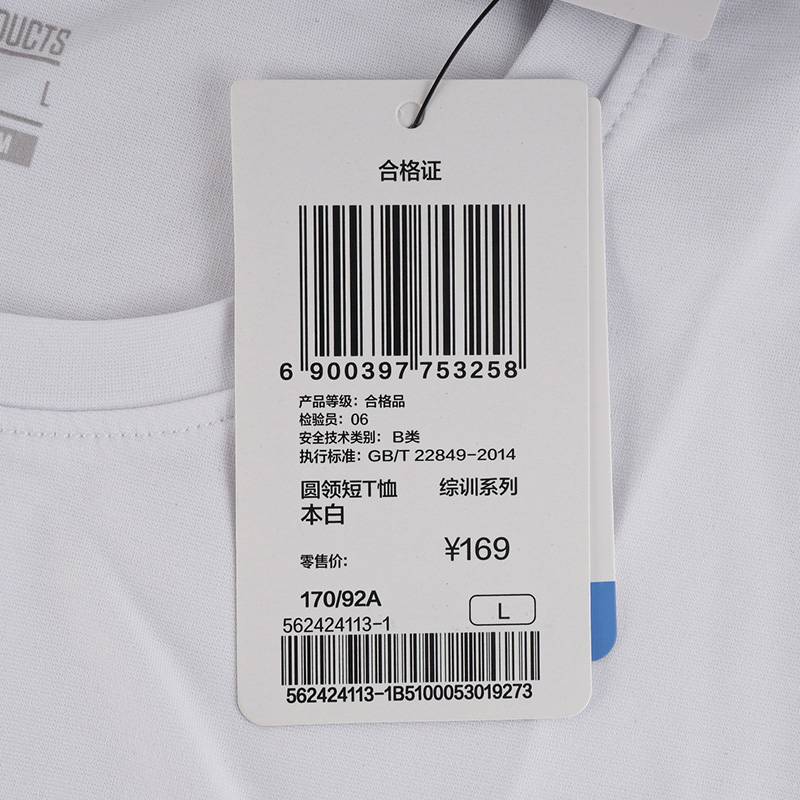 DUCTS
L
M
合格证
6 900397 753258
产品等级：合格品
检验员：06
安全技术类别：B类
执行标准：GB/T 22849-2014
圆领短T恤 综训系列
本白
零售价： ¥169
170/92A L
562424113-1
562424113-1B5100053019273